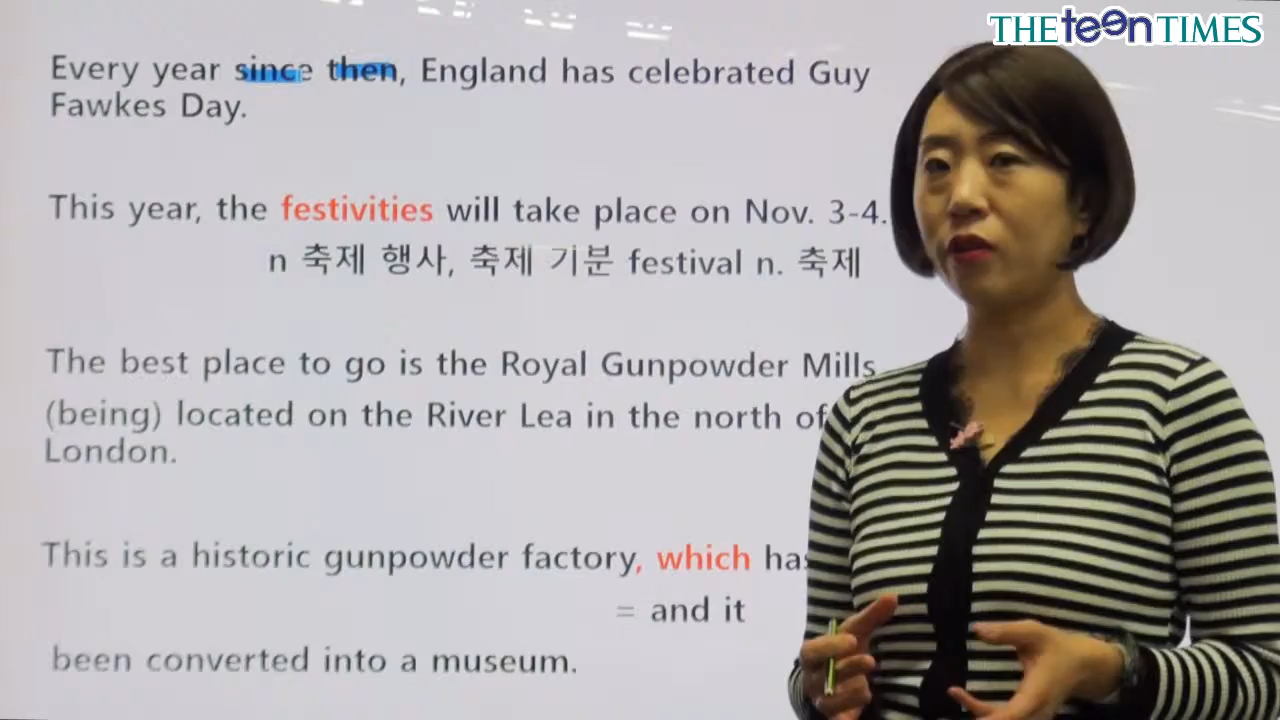 THE teen TIMES
Every year since then, England has celebrated Guy
Fawkes Day.
This year, the festivities will take place on Nov. 3-4.
n 축제 행사, 축제 기분 festival n. 축제
The best place to go is the Royal Gunpowder Mills
(being) located on the River Lea in the north of
London.
This is a historic gunpowder factory, which has
= and it
been converted into a museum.